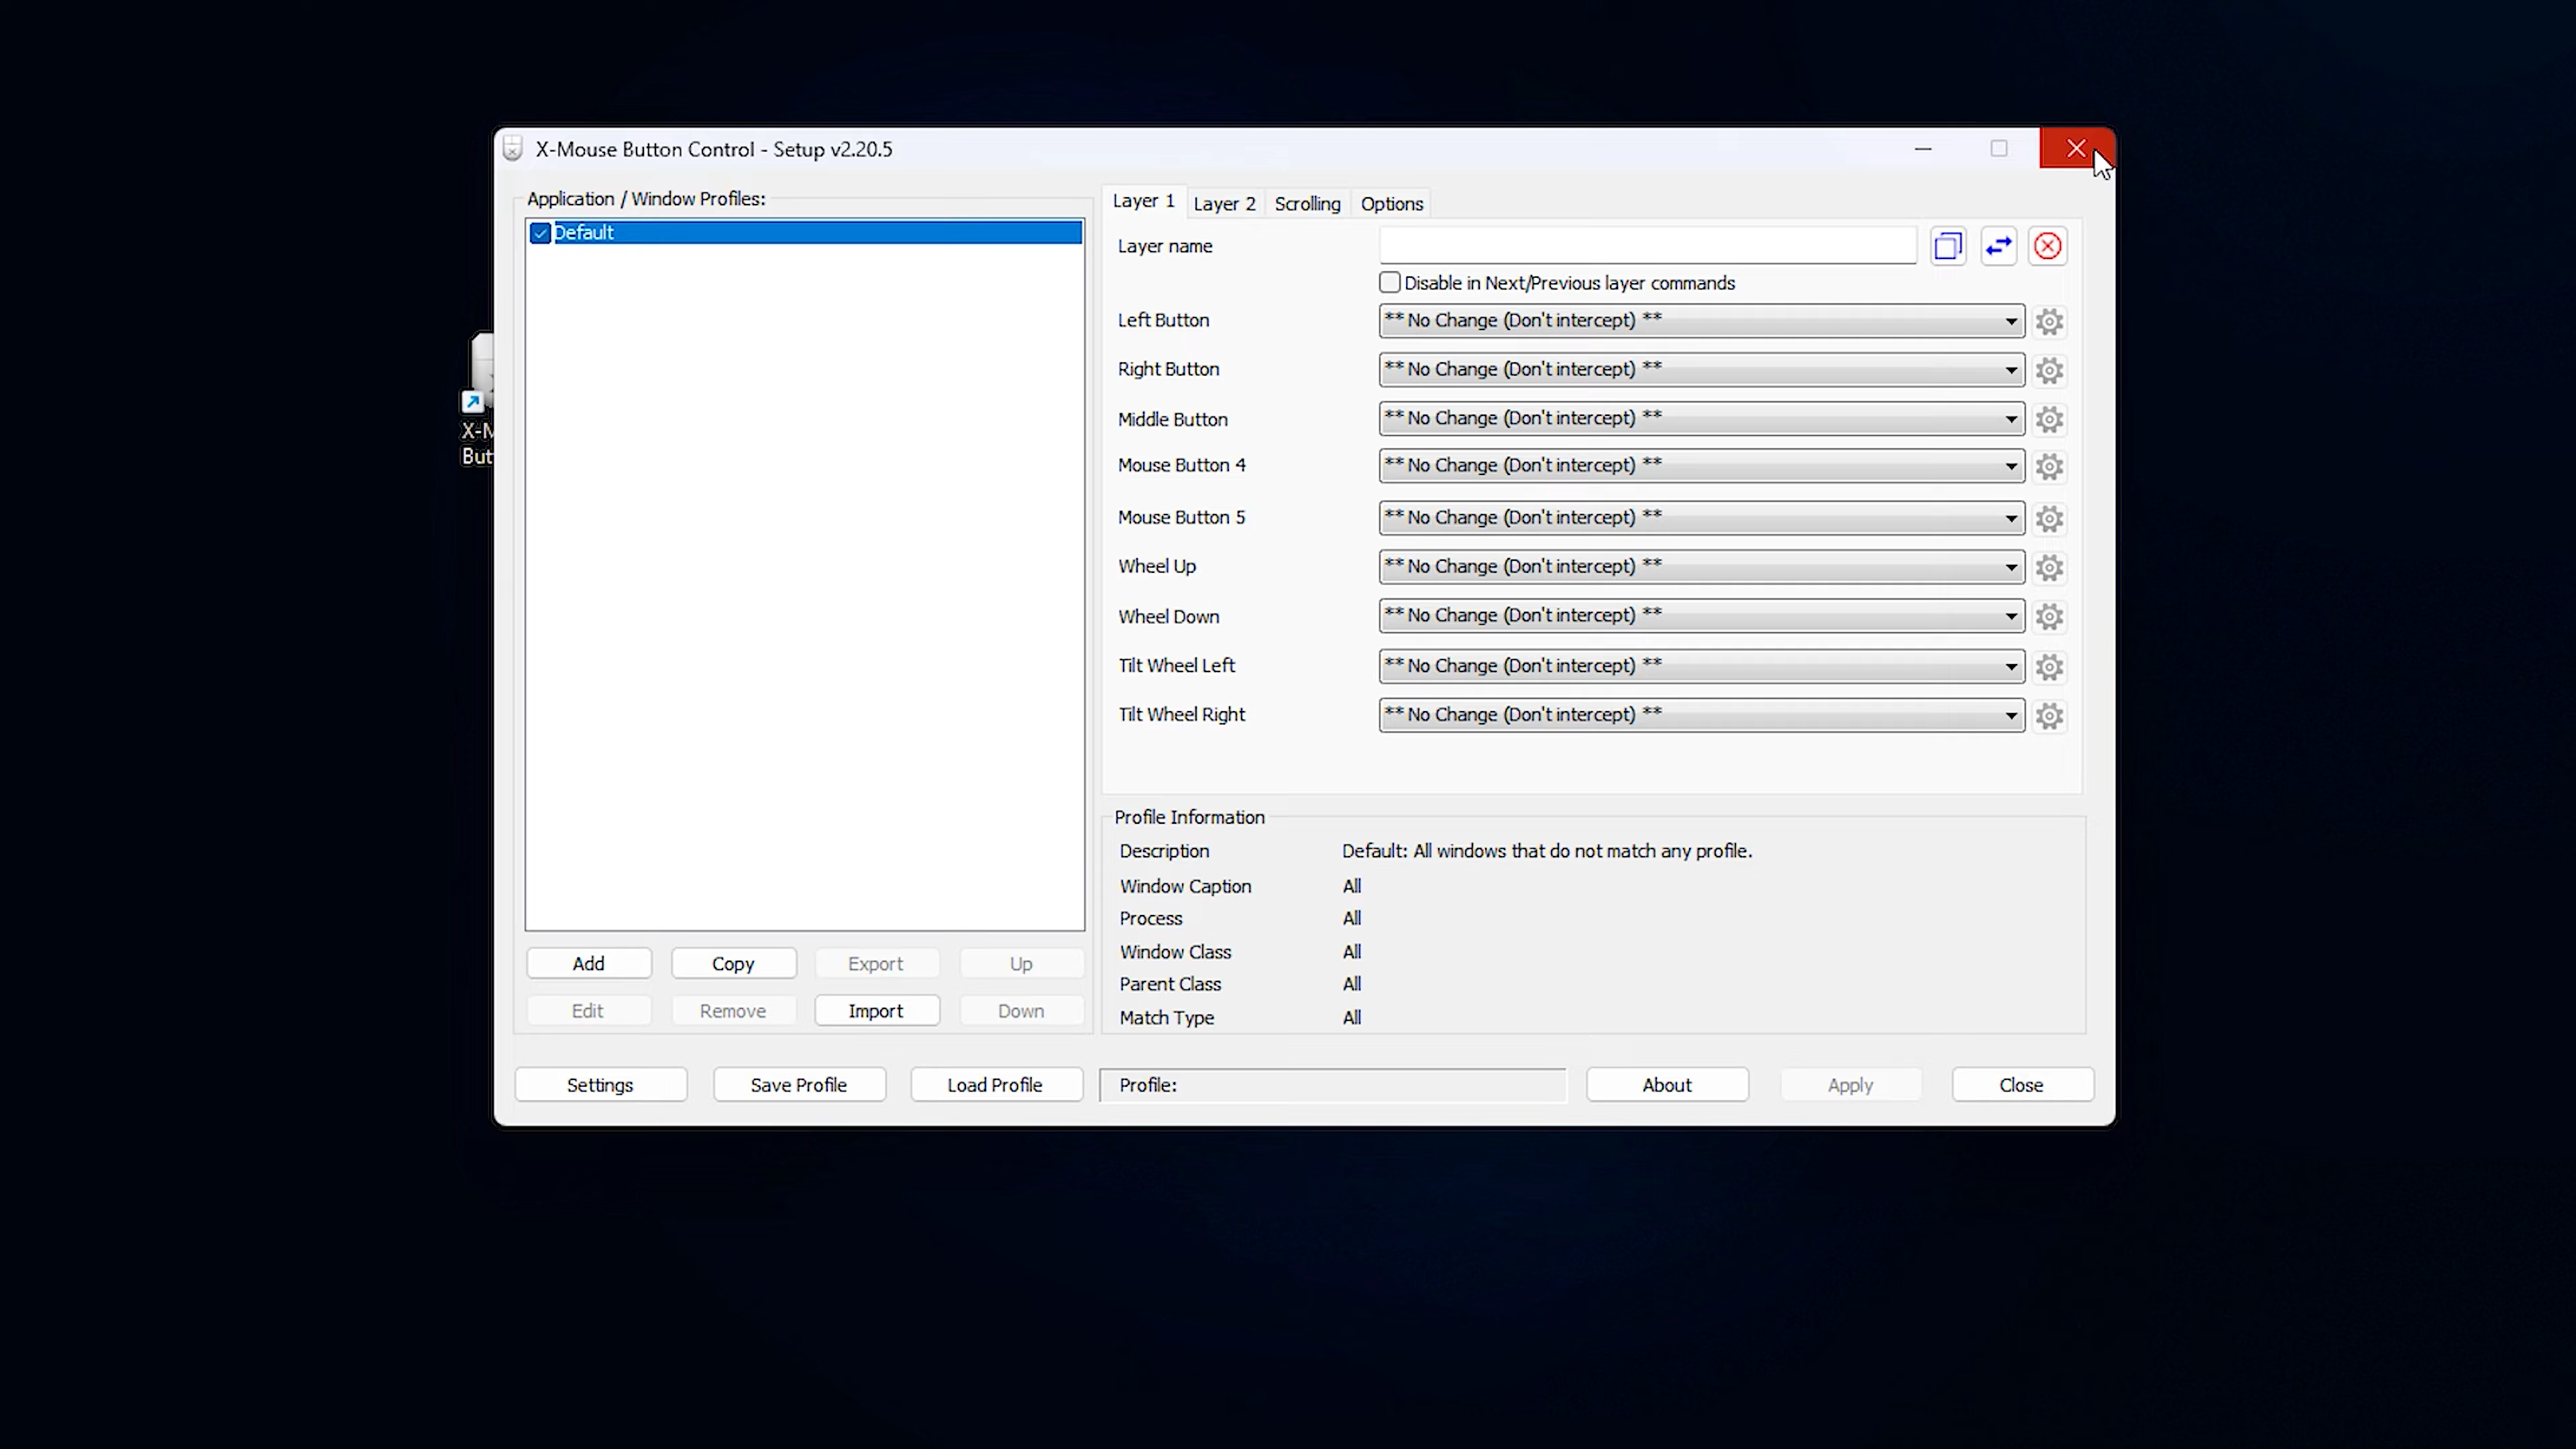 X-Mouse Button Control - Setup v2.20.5
Application / Window Profiles:
Default
Layer 1
Layer 2
Scrolling
Options
Layer name
Disable in Next/Previous layer commands
Left Button
** No Change (Don't intercept) **
Right Button
** No Change (Don't intercept) **
Middle Button
** No Change (Don't intercept) **
Mouse Button 4
** No Change (Don't intercept) **
Mouse Button 5
** No Change (Don't intercept) **
Wheel Up
** No Change (Don't intercept) **
Wheel Down
** No Change (Don't intercept) **
Tilt Wheel Left
** No Change (Don't intercept) **
Tilt Wheel Right
** No Change (Don't intercept) **
X-M
But
Profile Information
Description
Default: All windows that do not match any profile.
Window Caption
All
Process
All
Window Class
All
Parent Class
All
Match Type
All
Add
Copy
Export
Up
Edit
Remove
Import
Down
Settings
Save Profile
Load Profile
Profile:
About
Apply
Close